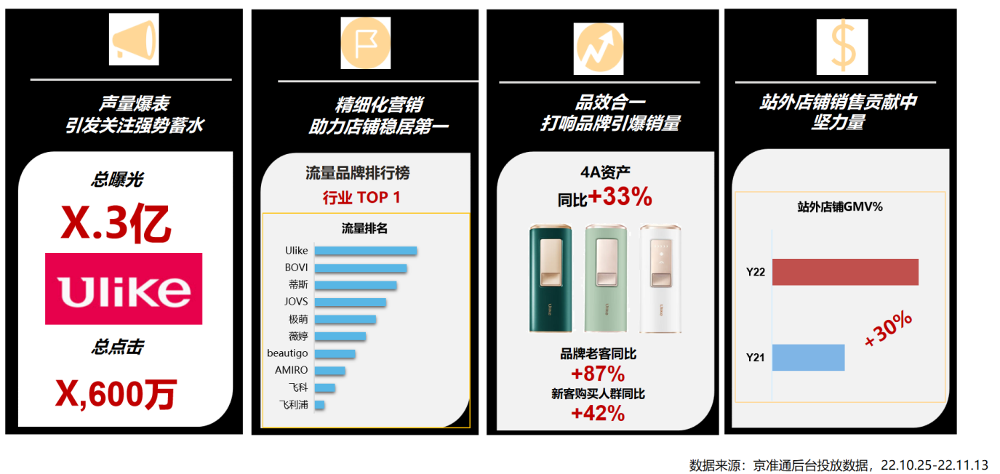 声量爆表
引发关注强势蓄水
总曝光
X.3亿
Ulike
总点击
X,600万
精细化营销
助力店铺稳居第一
流量品牌排行榜
行业 TOP 1
流量排名
Ulike
BOVI
蒂斯
JOVS
极萌
薇婷
beautigo
AMIRO
飞科
飞利浦
品效合一
打响品牌引爆销量
4A资产
同比+33%
Ulike
Ulike
Ulike
品牌老客同比
+87%
新客购买人群同比
+42%
站外店铺销售贡献中
坚力量
站外店铺GMV%
Y22
Y21
+30%
数据来源：京准通后台投放数据，22.10.25-22.11.13